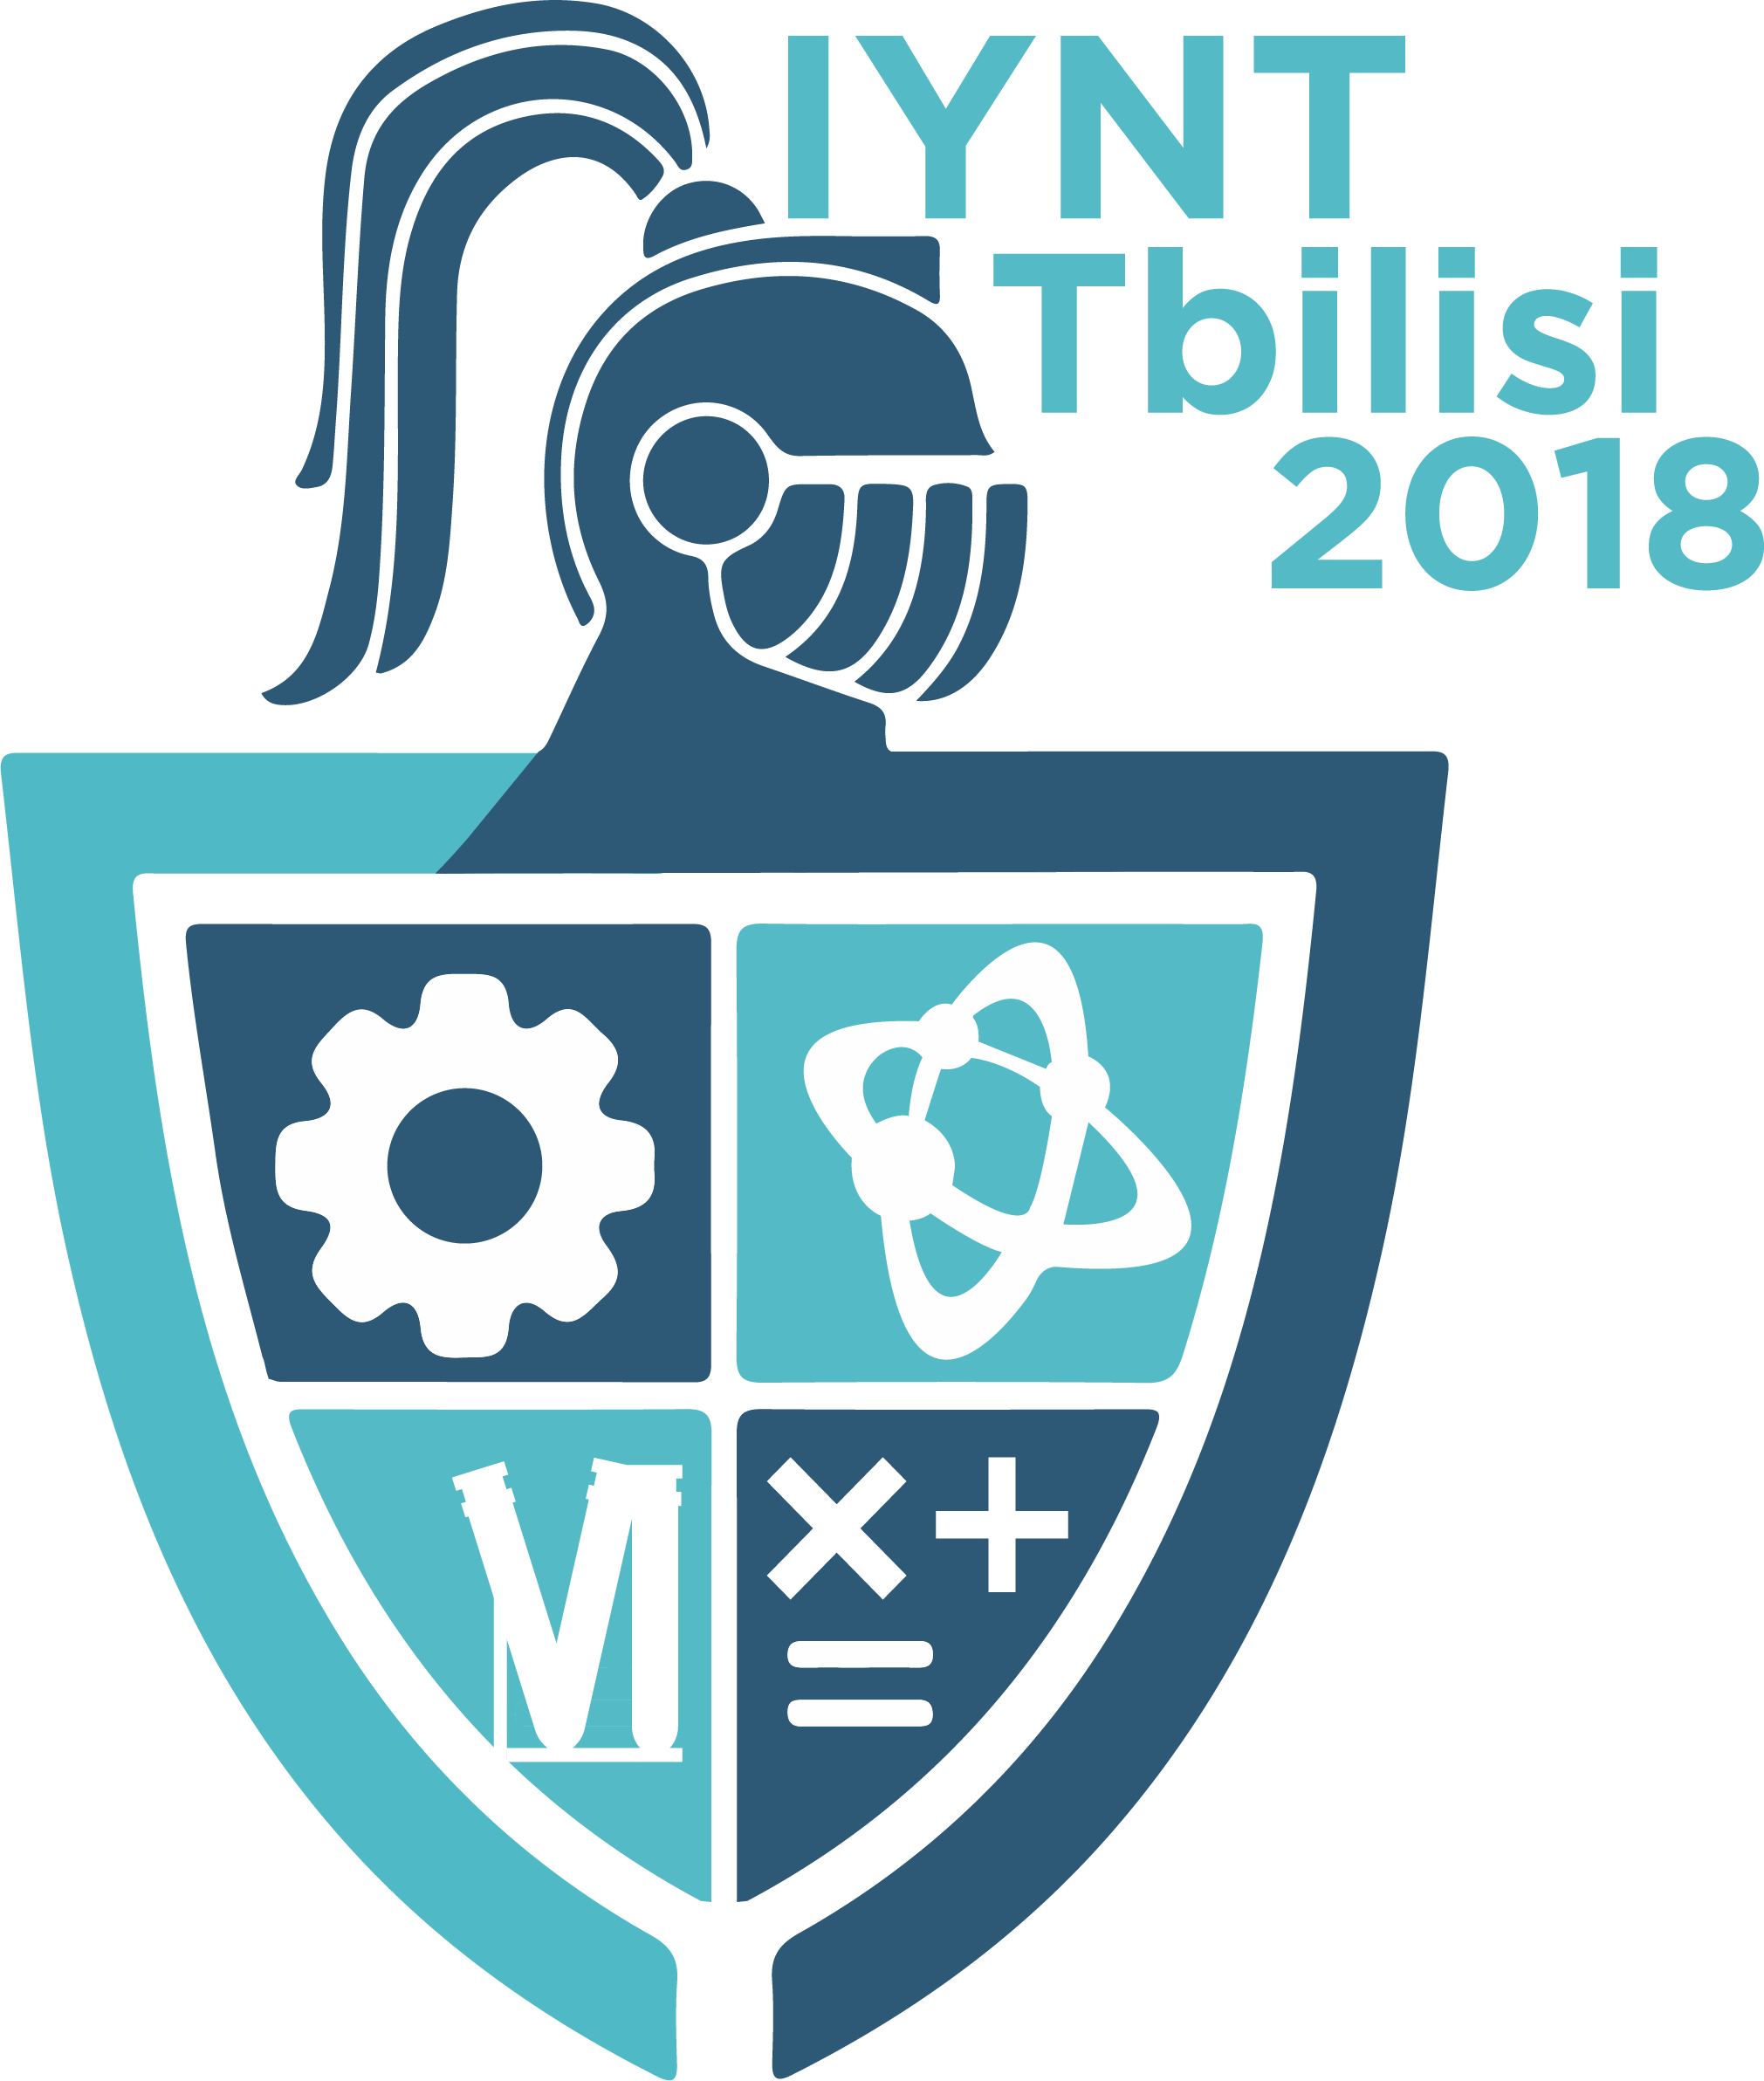 IYNT
Tbilisi
2018
×+
=